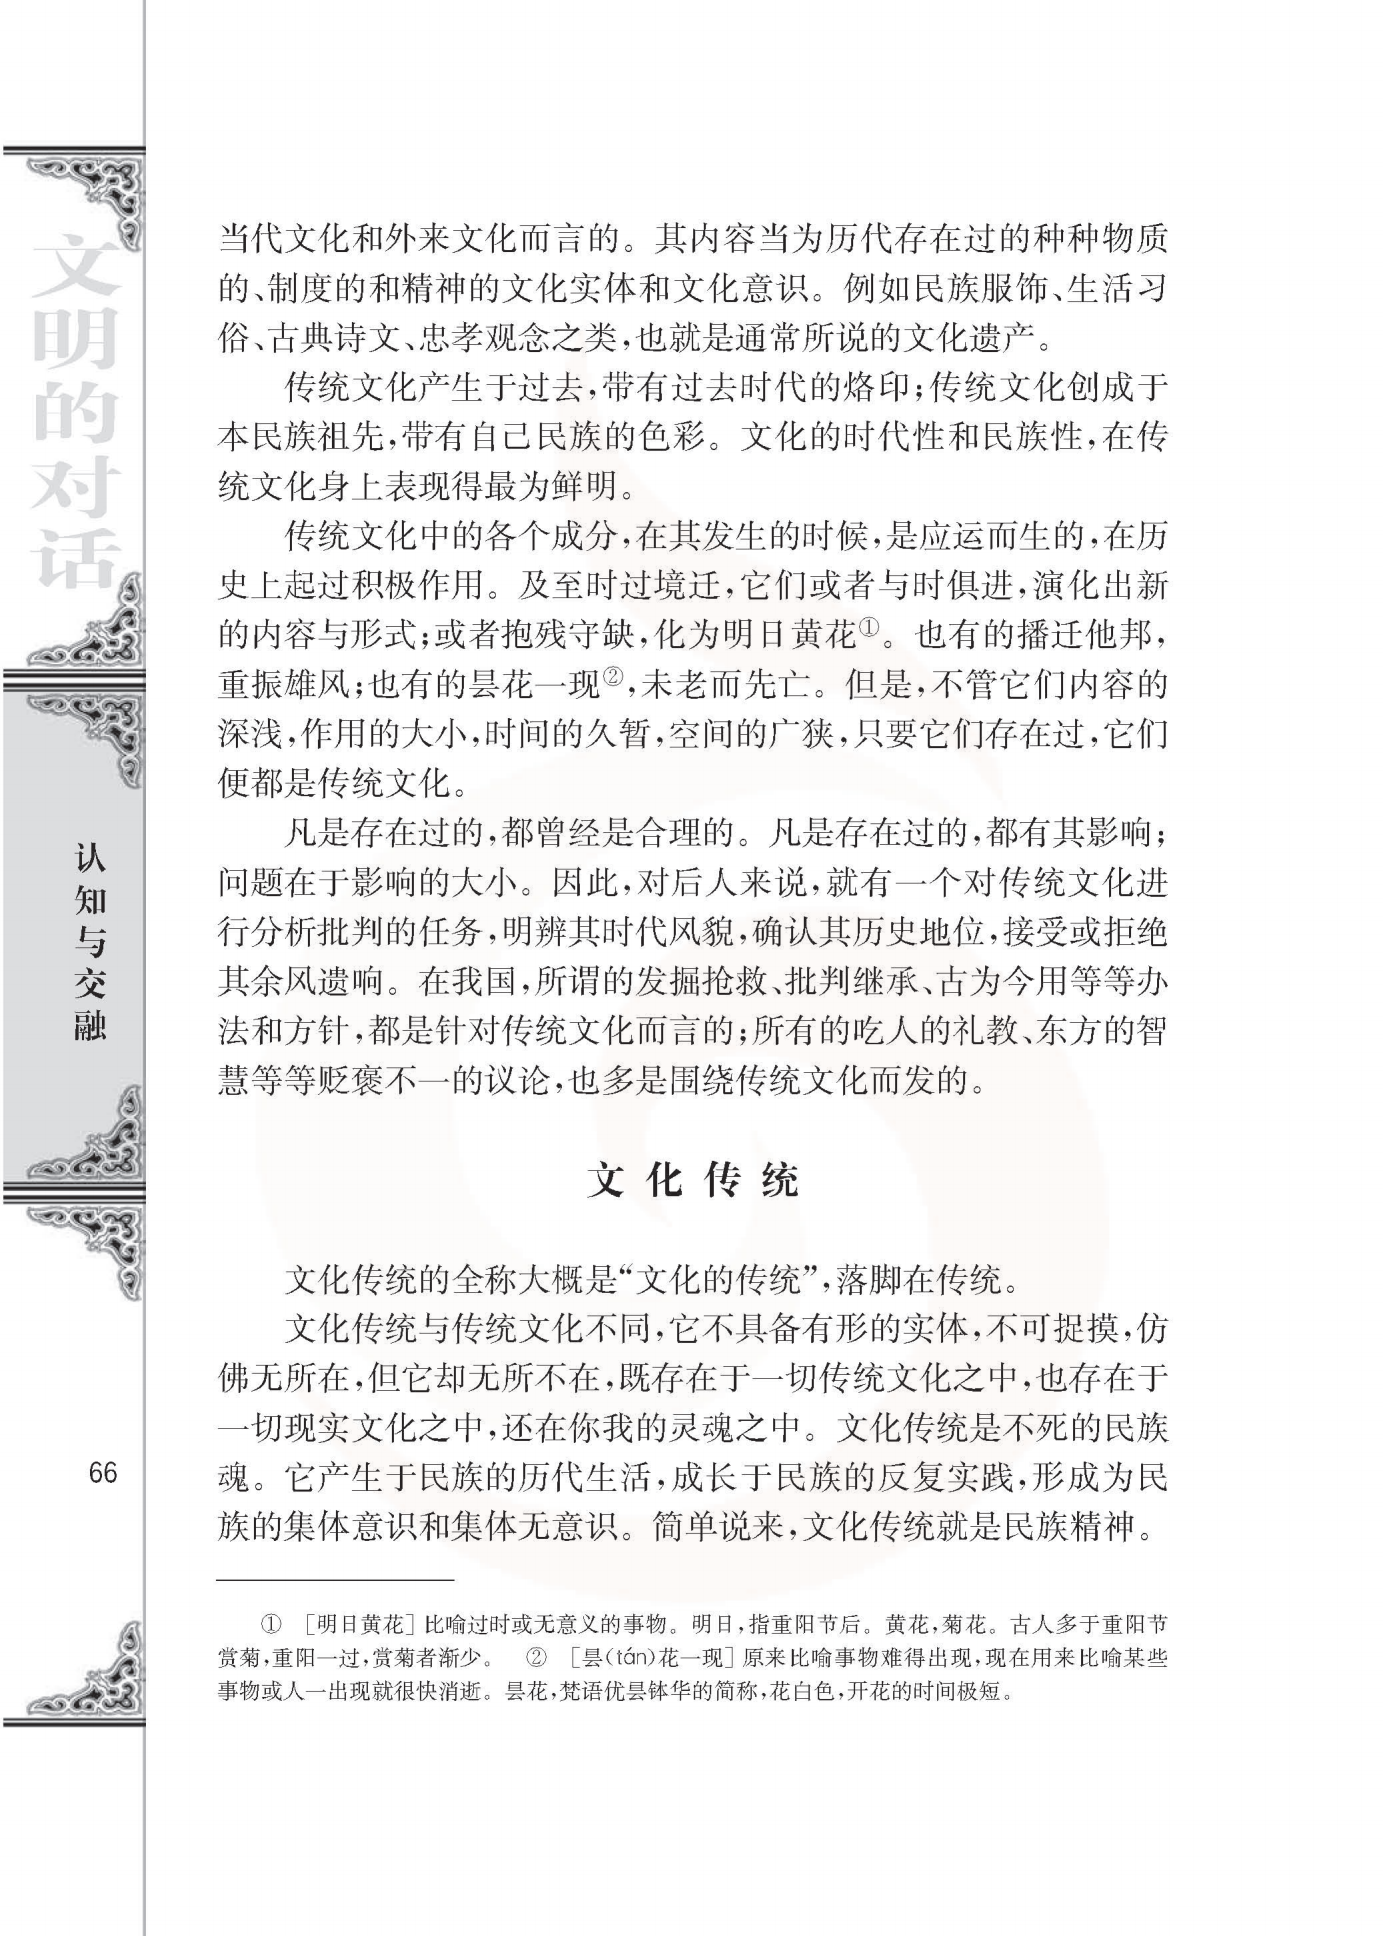 文明的对话
认知与交融
66
当代文化和外来文化而言的。其内容当为历代存在过的种种物质
的、制度的和精神的文化实体和文化意识。例如民族服饰、生活习
俗、古典诗文、忠孝观念之类，也就是通常所说的文化遗产。
传统文化产生于过去，带有过去时代的烙印；传统文化创成于
本民族祖先，带有自己民族的色彩。文化的时代性和民族性，在传
统文化身上表现得最为鲜明。
传统文化中的各个成分，在其发生的时候，是应运而生的，在历
史上起过积极作用。及至时过境迁，它们或者与时俱进，演化出新
的内容与形式；或者抱残守缺，化为明日黄花①。也有的播迁他邦，
重振雄风；也有的昙花一现②，未老而先亡。但是，不管它们内容的
深浅，作用的大小，时间的久暂，空间的广狭，只要它们存在过，它们
便都是传统文化。
凡是存在过的，都曾经是合理的。凡是存在过的，都有其影响；
问题在于影响的大小。因此，对后人来说，就有一个对传统文化进
行分析批判的任务，明辨其时代风貌，确认其历史地位，接受或拒绝
其余风遗响。在我国，所谓的发掘抢救、批判继承、古为今用等等办
法和方针，都是针对传统文化而言的；所有的吃人的礼教、东方的智
慧等等贬褒不一的议论，也多是围绕传统文化而发的。
文化传统
文化传统的全称大概是“文化的传统”，落脚在传统。
文化传统与传统文化不同，它不具备有形的实体，不可捉摸，仿
佛无所在，但它却无所不在，既存在于一切传统文化之中，也存在于
一切现实文化之中，还在你我的灵魂之中。文化传统是不死的民族
魂。它产生于民族的历代生活，成长于民族的反复实践，形成为民
族的集体意识和集体无意识。简单说来，文化传统就是民族精神。
① ［明日黄花］比喻过时或无意义的事物。明日，指重阳节后。黄花，菊花。古人多于重阳节
赏菊，重阳一过，赏菊者渐少。 ② ［昙(tán)花一现］原来比喻事物难得出现，现在用来比喻某些
事物或人一出现就很快消逝。昙花，梵语优昙钵华的简称，花白色，开花的时间极短。